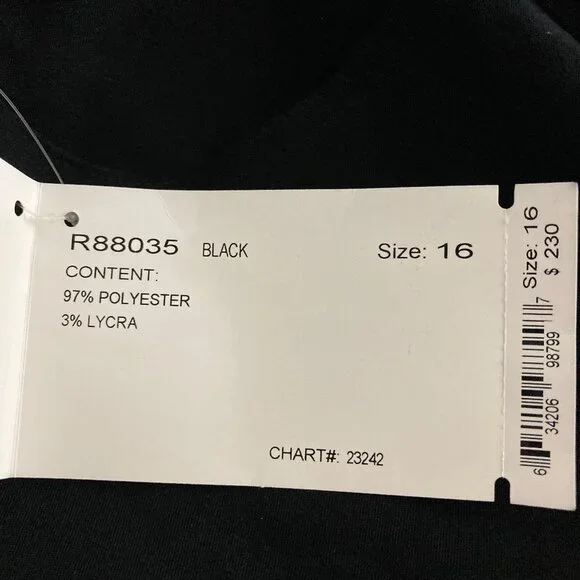 R88035 BLACK Size: 16
CONTENT:
97% POLYESTER
3% LYCRA
CHART#: 23242
Size: 16
$ 230
6 34206 98799 7